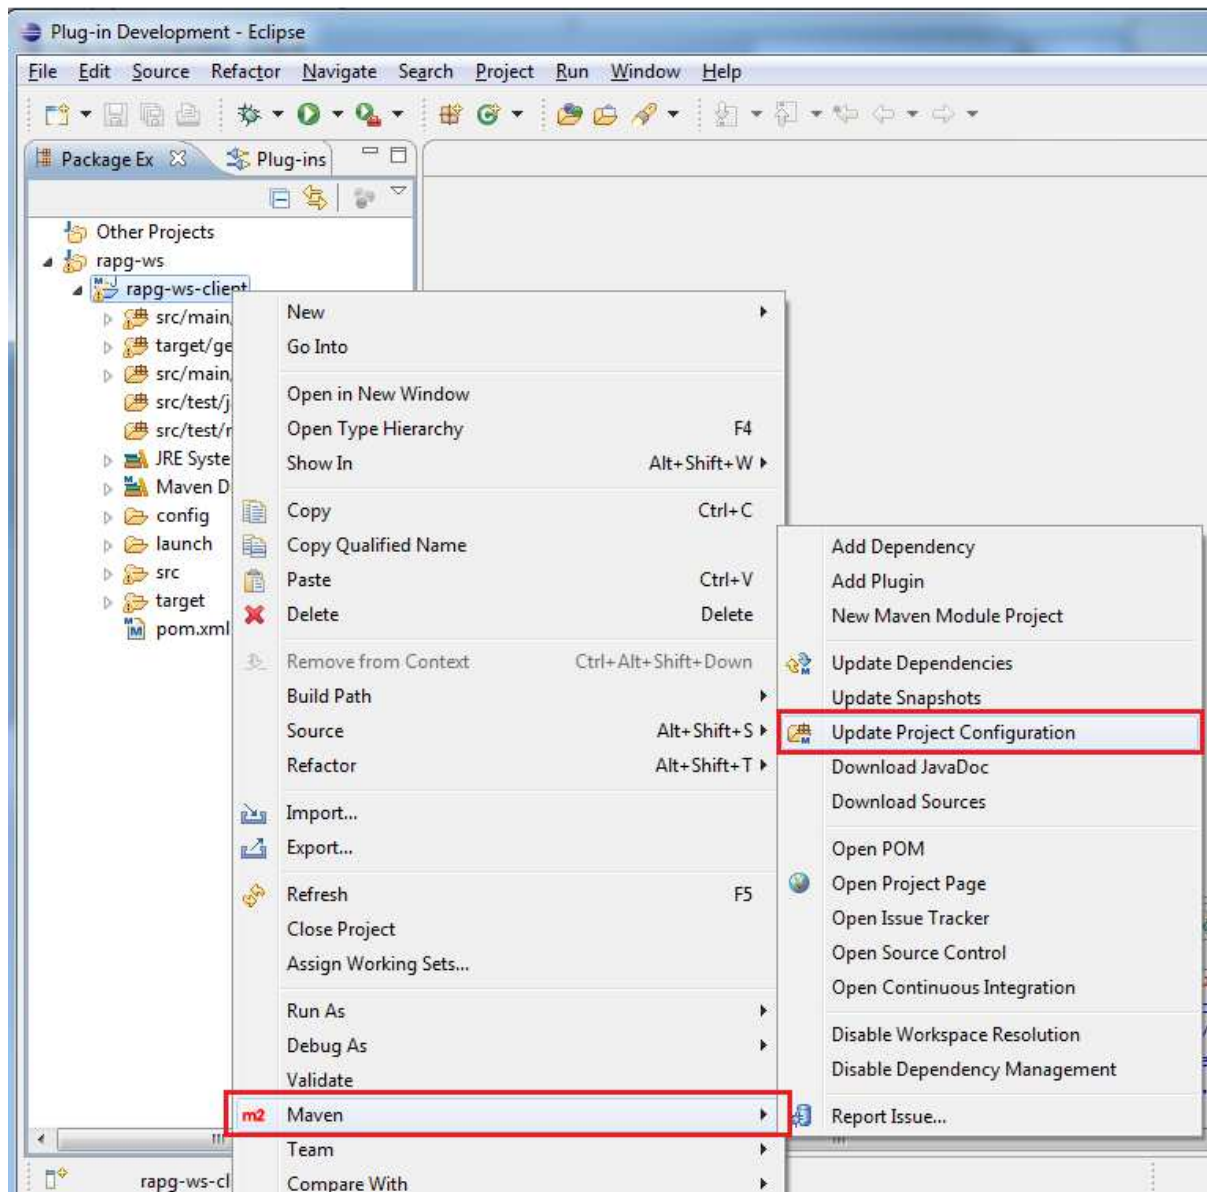 Plug-in Development - Eclipse
File Edit Source Refactor Navigate Search Project Run Window Help
Package Ex Plug-ins
Other Projects
rapg-ws
rapg-ws-client
src/main
target/ge
src/main
src/test/j
src/test/r
JRE Syste
Maven D
config
launch
src
target
pom.xml
New
Go Into
Open in New Window
Open Type Hierarchy F4
Show In Alt+Shift+W
Copy Ctrl+C
Copy Qualified Name
Paste Ctrl+V
Delete Delete
Remove from Context Ctrl+Alt+Shift+Down
Build Path
Source Alt+Shift+S
Refactor Alt+Shift+T
Import...
Export...
Refresh F5
Close Project
Assign Working Sets...
Run As
Debug As
Validate
m2 Maven
Team
Compare With
Add Dependency
Add Plugin
New Maven Module Project
Update Dependencies
Update Snapshots
Update Project Configuration
Download JavaDoc
Download Sources
Open POM
Open Project Page
Open Issue Tracker
Open Source Control
Open Continuous Integration
Disable Workspace Resolution
Disable Dependency Management
Report Issue...
rapg-ws-cl